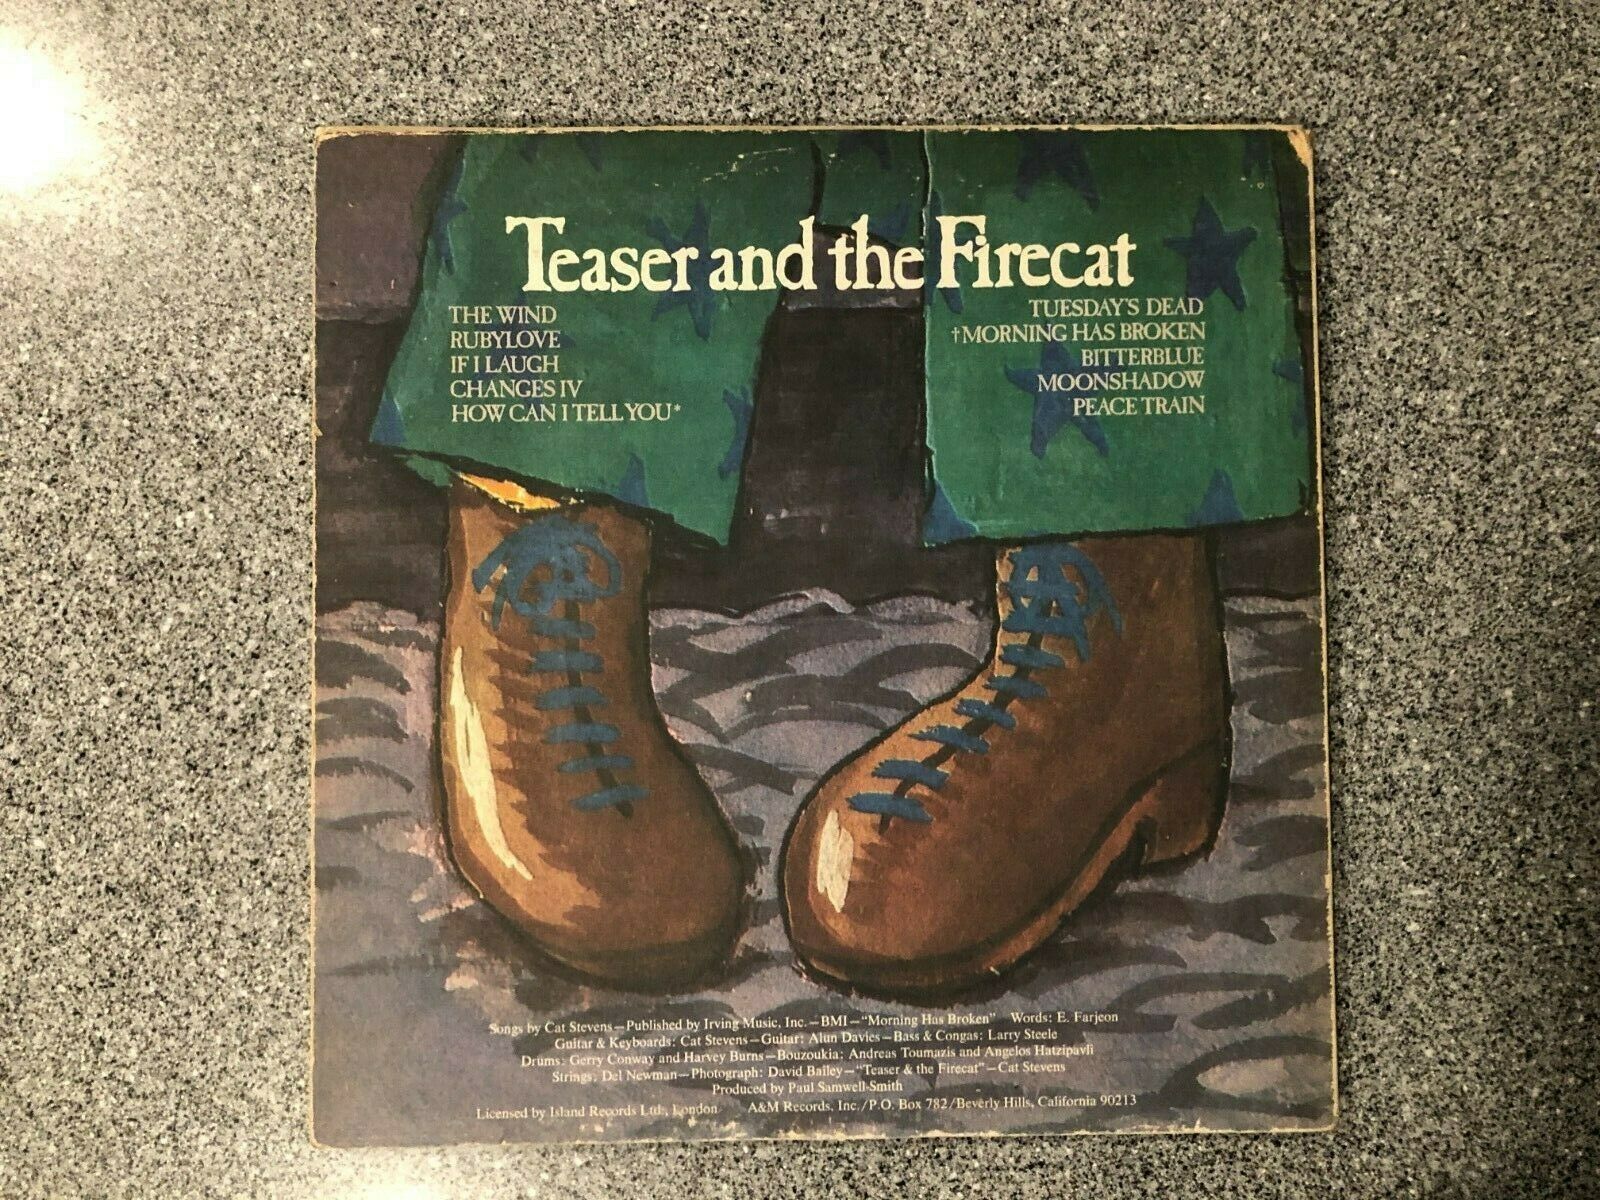 Teaser and the Firecat
THE WIND
RUBYLOVE
IF I LAUGH
CHANGES IV
HOW CAN I TELL YOU*
TUESDAY'S DEAD
†MORNING HAS BROKEN
BITTERBLUE
MOONSHADOW
PEACE TRAIN
Songs by Cat Stevens—Published by Irving Music, Inc.—BMI—"Morning Has Broken" Words: E. Farjeon
Guitar & Keyboards: Cat Stevens—Guitar: Alun Davies—Bass & Congas: Larry Steele
Drums: Gerry Conway and Harvey Burns—Bouzoukia: Andreas Toumazis and Angelos Hatzipavli
Strings: Del Newman—Photograph: David Bailey—"Teaser & the Firecat"—Cat Stevens
Produced by Paul Samwell-Smith
Licensed by Island Records Ltd., London A&M Records, Inc./P.O. Box 782/Beverly Hills, California 90213